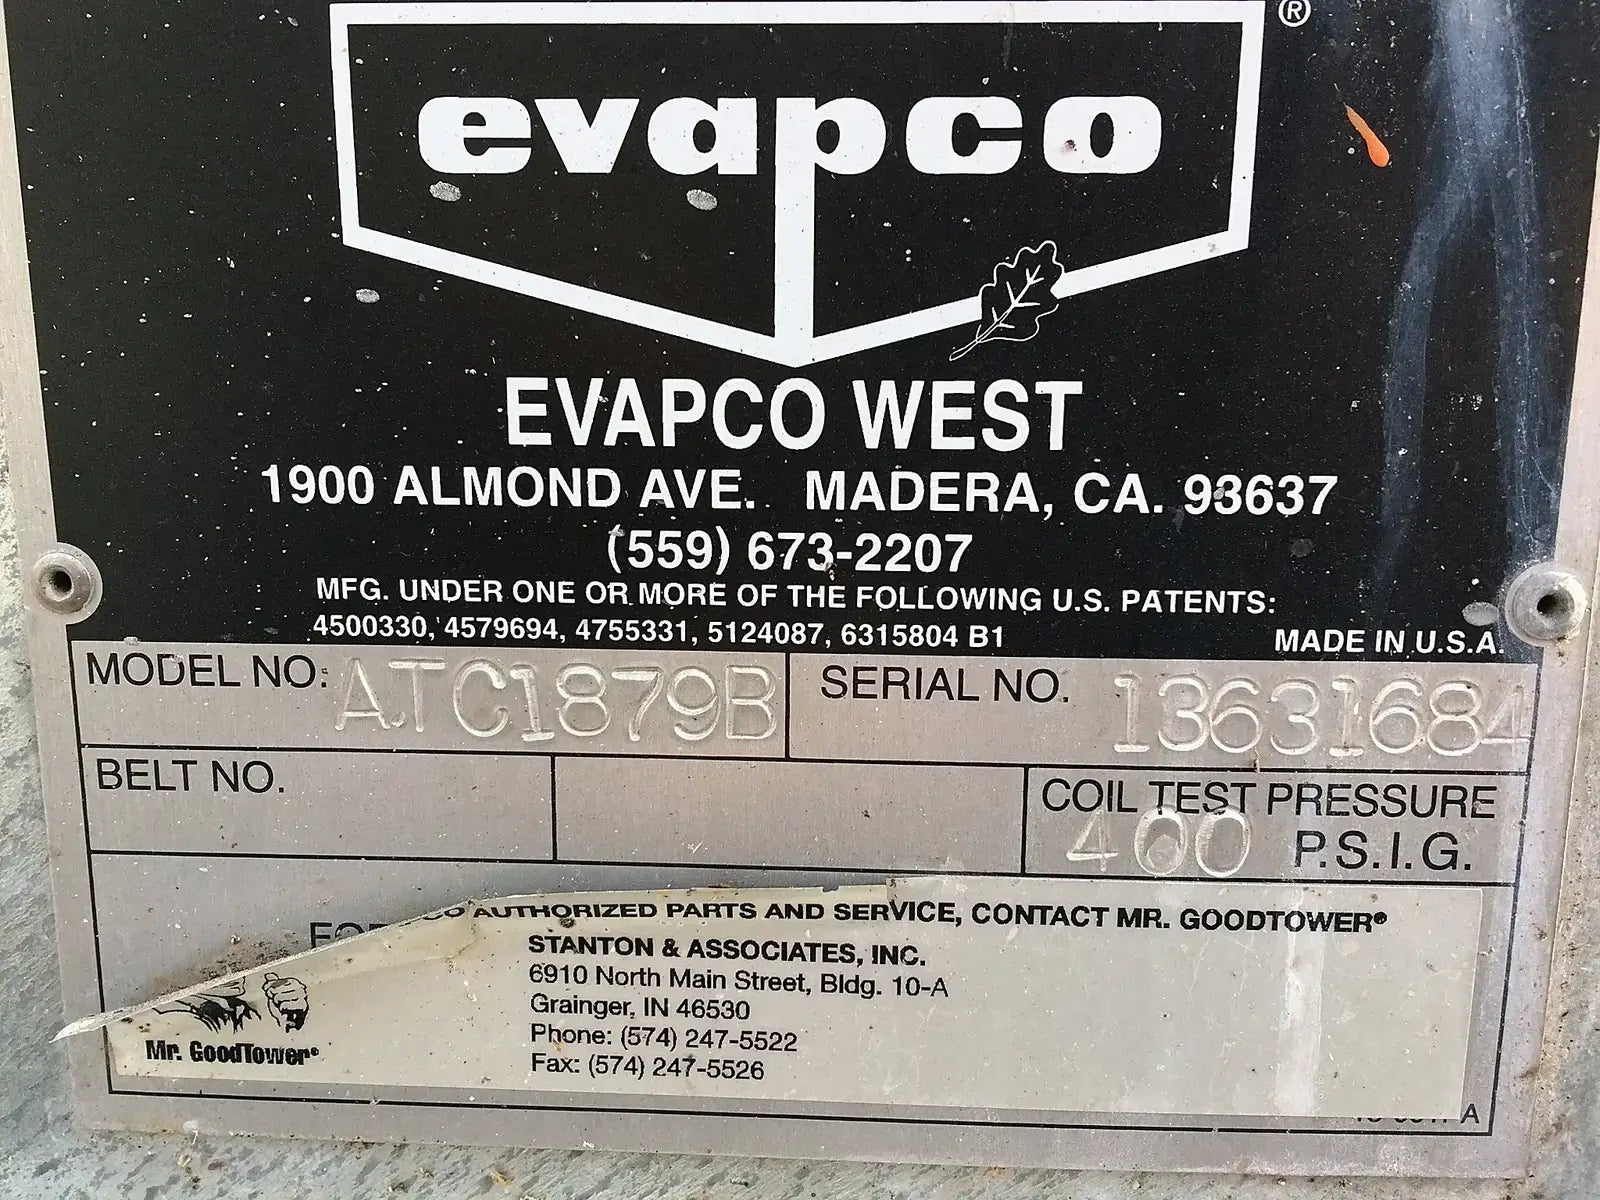 ®
evapco
EVAPCO WEST
1900 ALMOND AVE. MADERA, CA. 93637
(559) 673-2207
MFG. UNDER ONE OR MORE OF THE FOLLOWING U.S. PATENTS:
4500330, 4579694, 4755331, 5124087, 6315804 B1 MADE IN U.S.A.
MODEL NO: ATC1879B SERIAL NO. 13631684
BELT NO. COIL TEST PRESSURE
400 P.S.I.G.
AUTHORIZED PARTS AND SERVICE, CONTACT MR. GOODTOWER®
STANTON & ASSOCIATES, INC.
6910 North Main Street, Bldg. 10-A
Grainger, IN 46530
Phone: (574) 247-5522
Fax: (574) 247-5526
Mr. GoodTower®